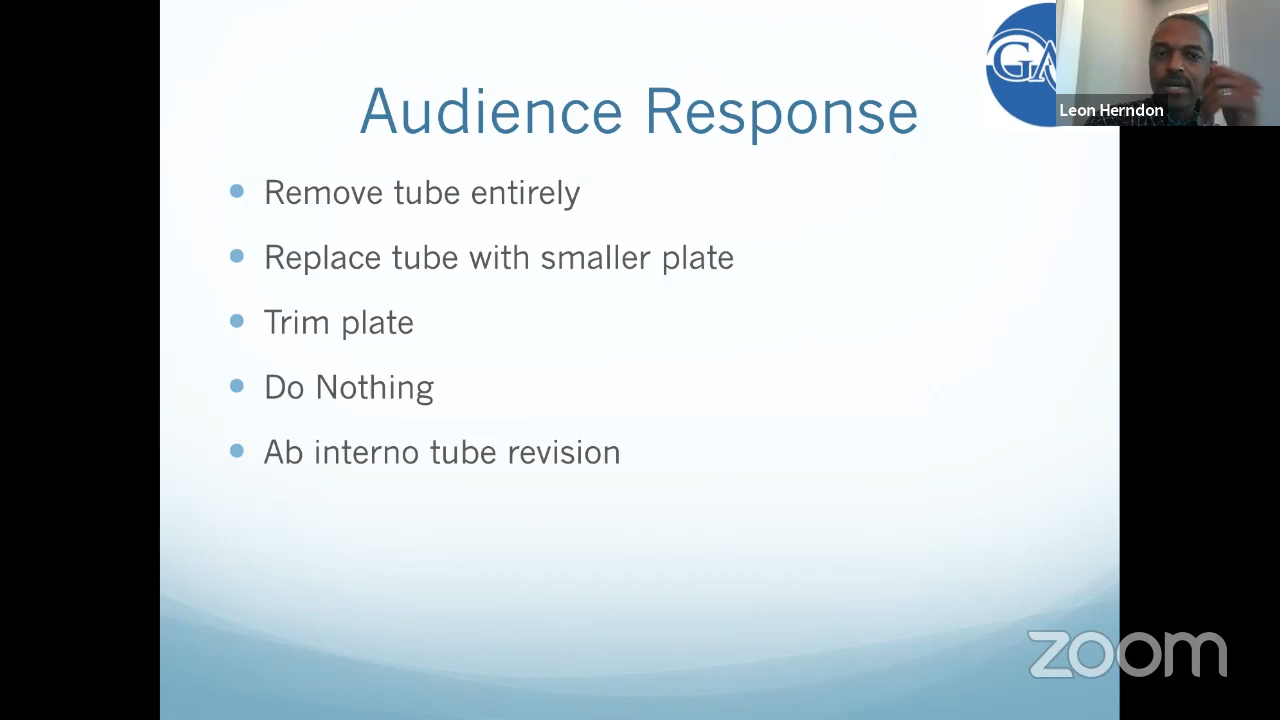 Audience Response
GA
Leon Herndon
Remove tube entirely
Replace tube with smaller plate
Trim plate
Do Nothing
Ab interno tube revision
zoom